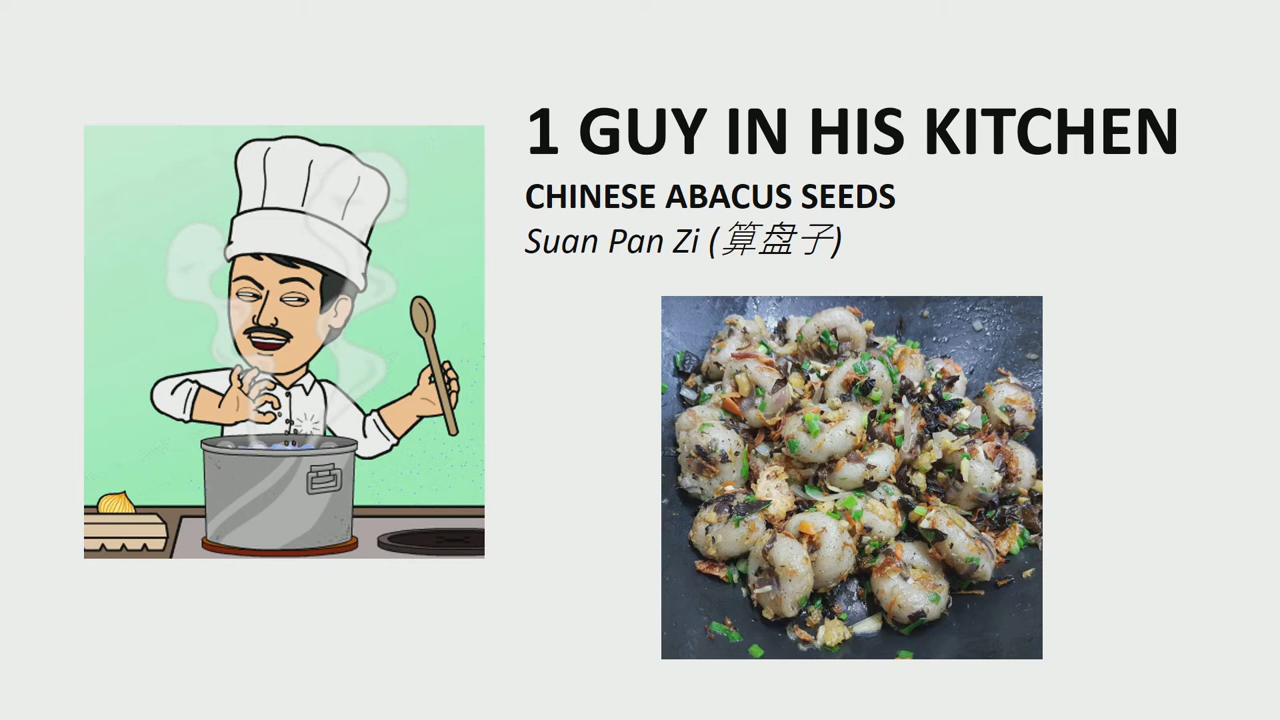 1 GUY IN HIS KITCHEN
CHINESE ABACUS SEEDS
Suan Pan Zi (算盘子)